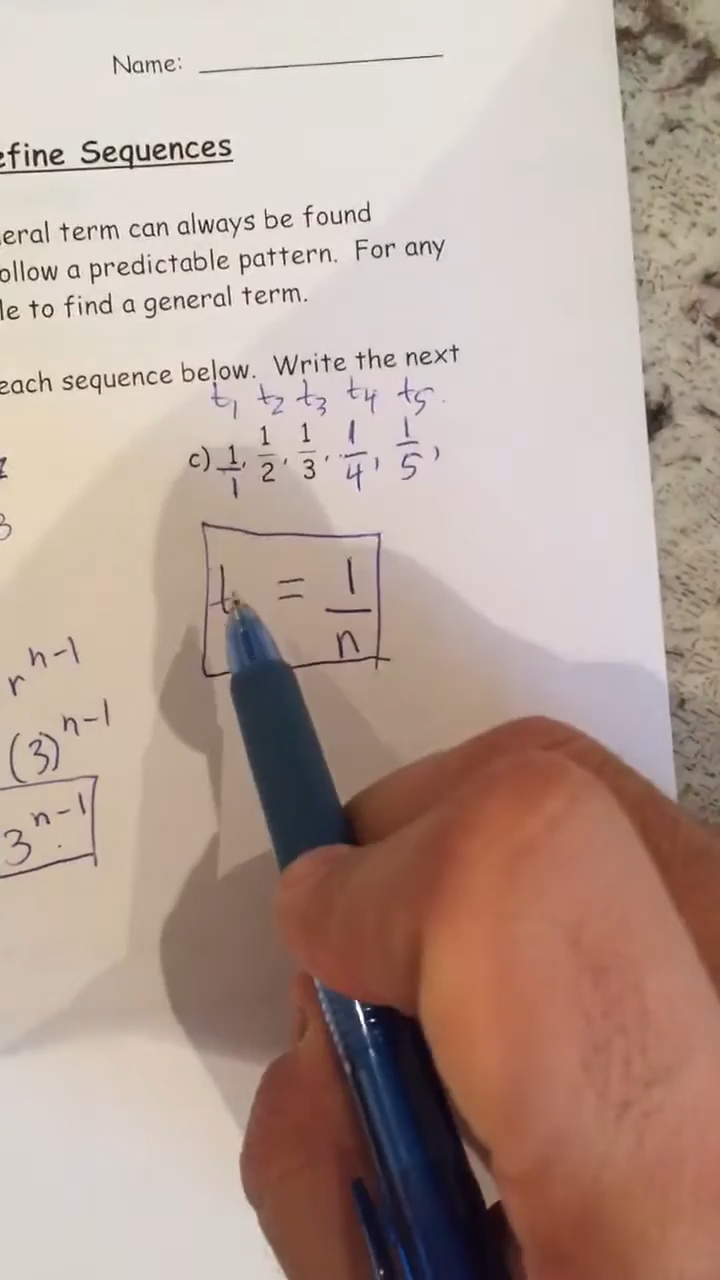 Name:
efine Sequences
eral term can always be found
ollow a predictable pattern. For any
le to find a general term.
each sequence below. Write the next
t1 t2 t3 t4 t5
c) 1/1, 1/2, 1/3, 1/4, 1/5,
3
t = 1/n
r^n-1
(3)^n-1
3^n-1